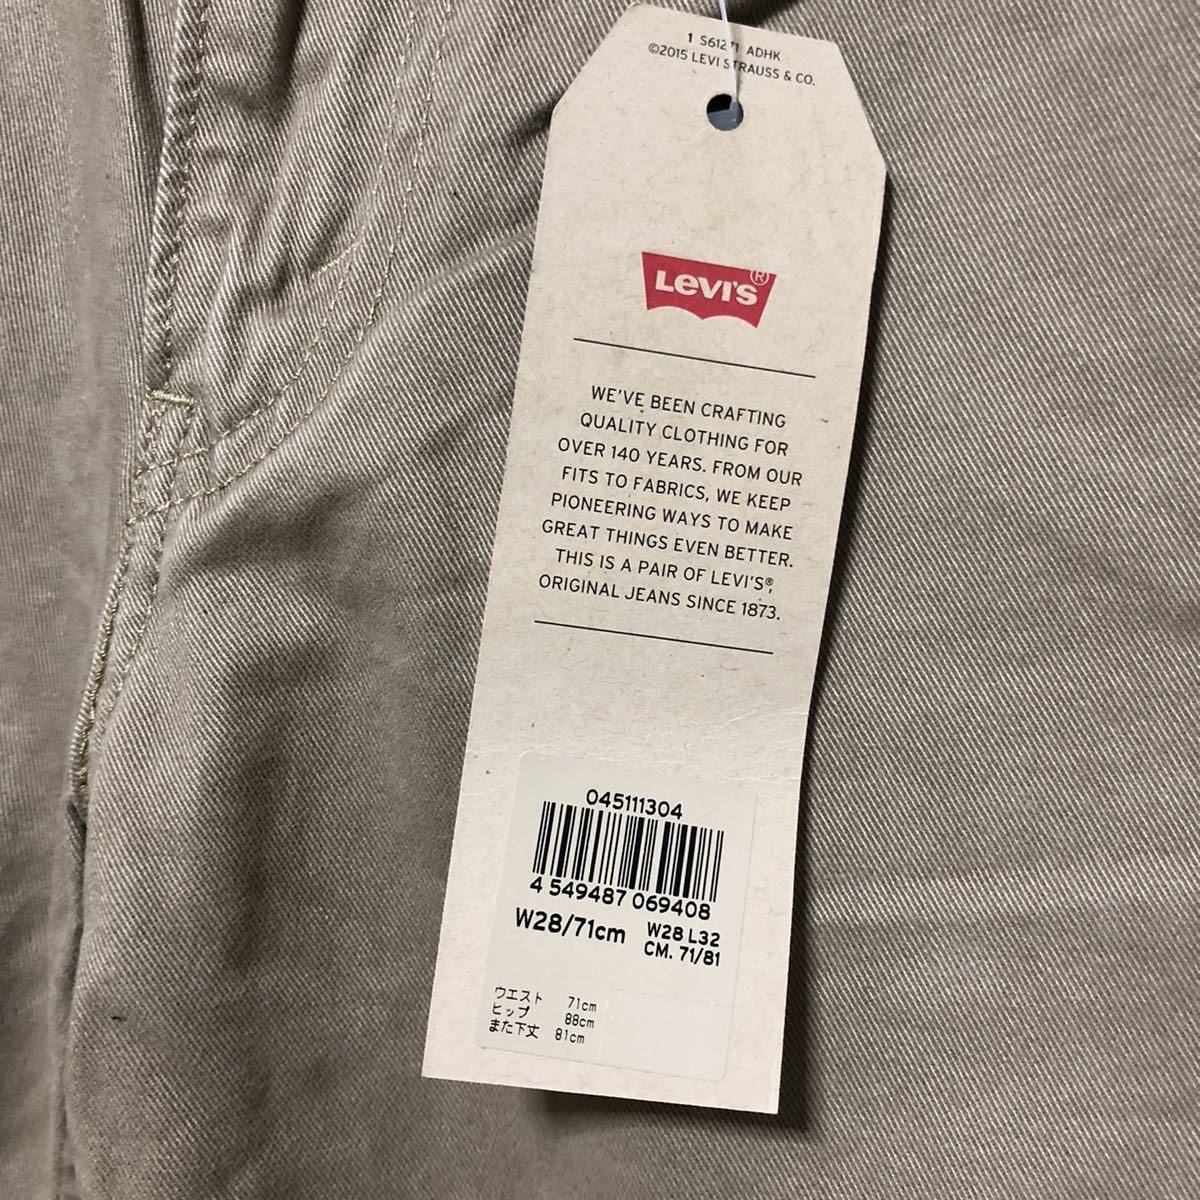 1 S61271 ADHK
©2015 LEVI STRAUSS & CO.
Levi's®
WE'VE BEEN CRAFTING
QUALITY CLOTHING FOR
OVER 140 YEARS. FROM OUR
FITS TO FABRICS, WE KEEP
PIONEERING WAYS TO MAKE
GREAT THINGS EVEN BETTER.
THIS IS A PAIR OF LEVI'S®,
ORIGINAL JEANS SINCE 1873.
045111304
4 549487 069408
W28/71cm
W28 L32
CM. 71/81
ウエスト 71cm
ヒップ 88cm
また下丈 81cm